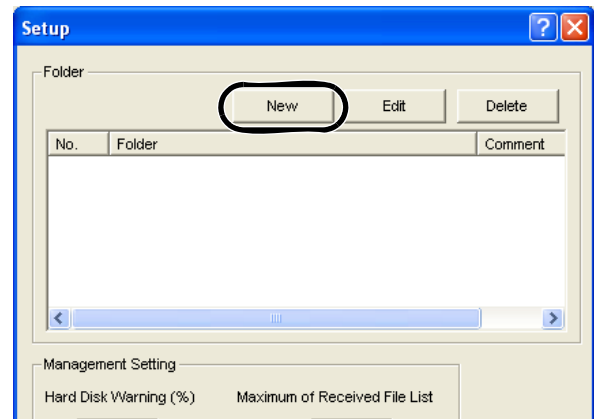 Setup
Folder
New Edit Delete
No. Folder Comment
Management Setting
Hard Disk Warning (%) Maximum of Received File List